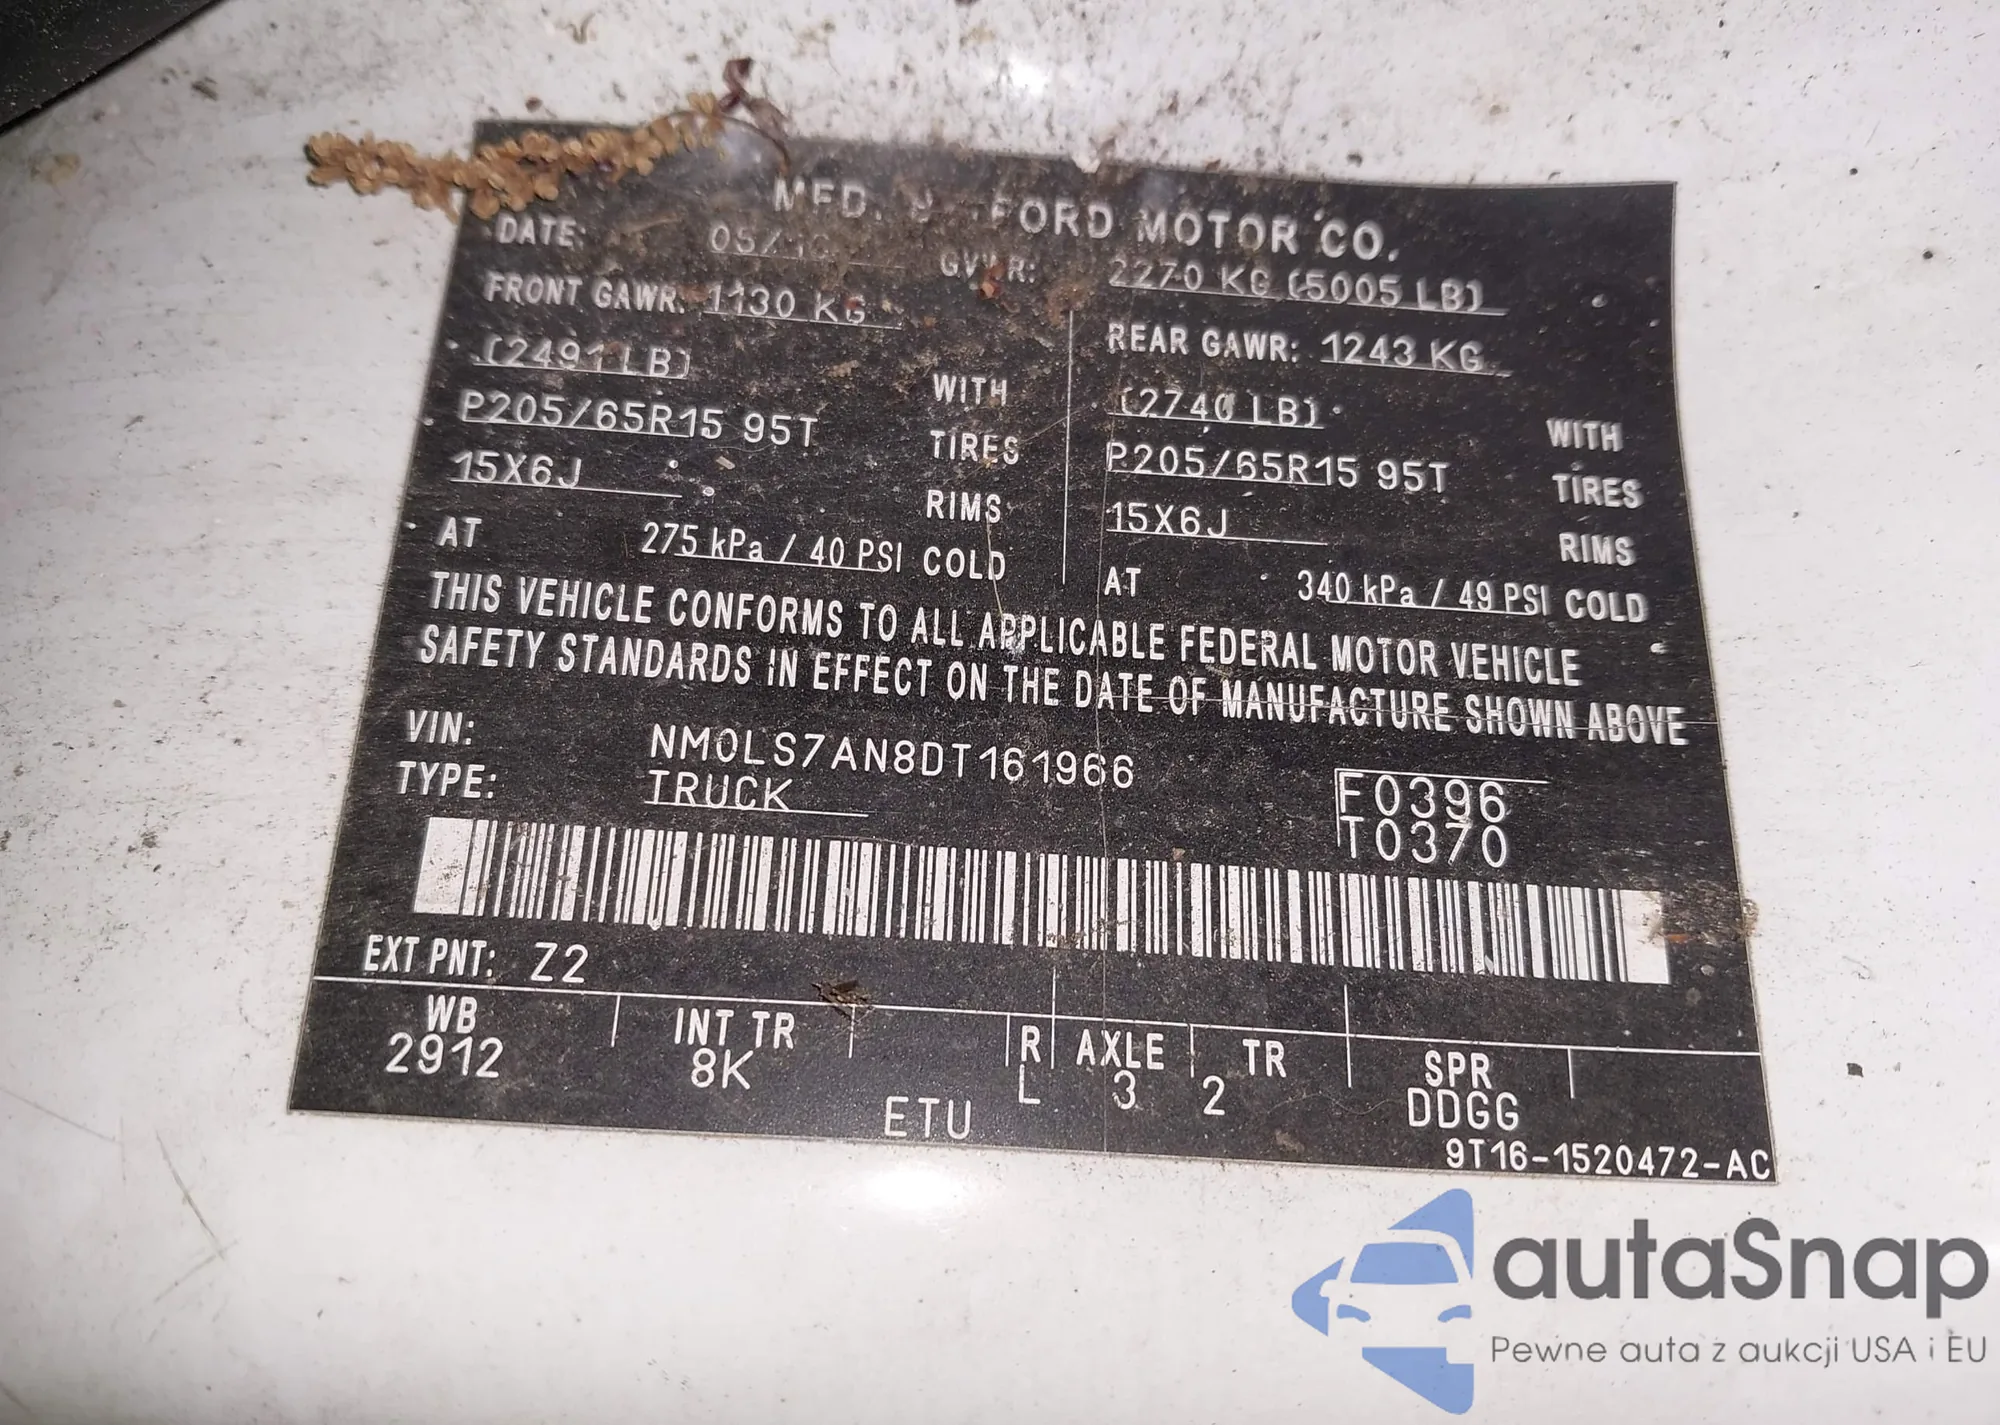 MFD. FORD MOTOR CO.
DATE: 05/ GVWR: 2270 KG (5005 LB)
FRONT GAWR: 1130 KG REAR GAWR: 1243 KG
(2491 LB) WITH (2740 LB) WITH
P205/65R15 95T TIRES P205/65R15 95T TIRES
15X6J RIMS 15X6J RIMS
AT 275 kPa / 40 PSI COLD AT 340 kPa / 49 PSI COLD
THIS VEHICLE CONFORMS TO ALL APPLICABLE FEDERAL MOTOR VEHICLE
SAFETY STANDARDS IN EFFECT ON THE DATE OF MANUFACTURE SHOWN ABOVE
VIN: NM0LS7AN8DT161966
TYPE: TRUCK
F0396
T0370
EXT PNT: Z2
WB INT TR R AXLE TR SPR
2912 8K L 3 2 DDGG
ETU
9T16-1520472-AC
autaSnap
Pewne auta z aukcji USA i EU